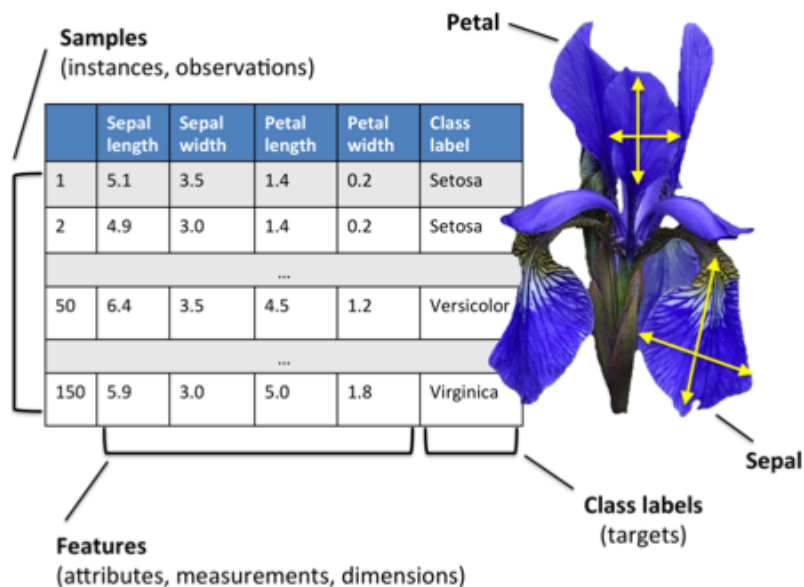 Samples
(instances, observations)
Petal
Sepal length Sepal width Petal length Petal width Class label
1 5.1 3.5 1.4 0.2 Setosa
2 4.9 3.0 1.4 0.2 Setosa
...
50 6.4 3.5 4.5 1.2 Versicolor
...
150 5.9 3.0 5.0 1.8 Virginica
Sepal
Class labels
(targets)
Features
(attributes, measurements, dimensions)